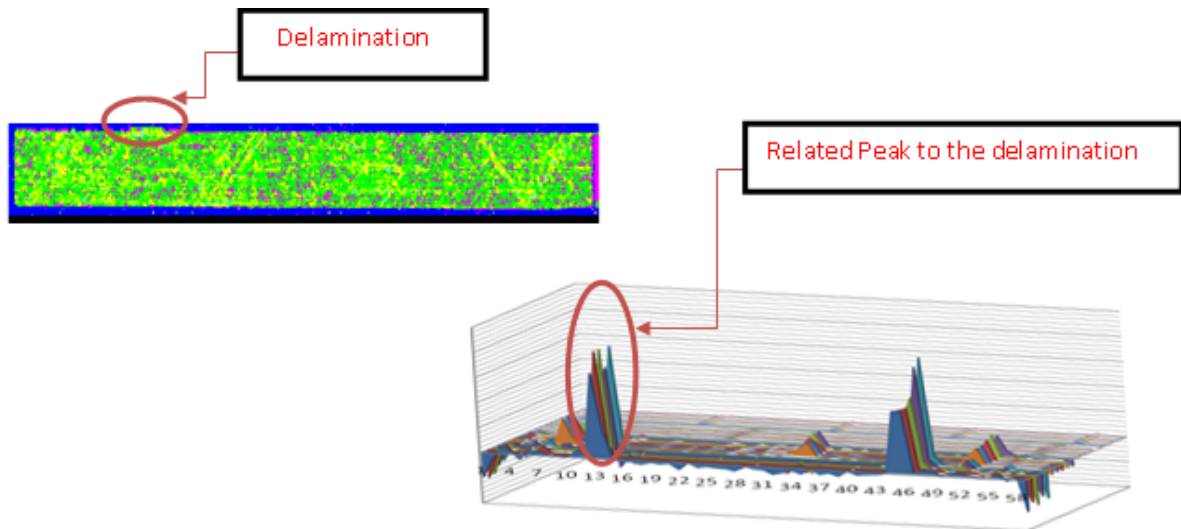 Delamination
Related Peak to the delamination
4 7 10 13 16 19 22 25 28 31 34 37 40 43 46 49 52 55 58